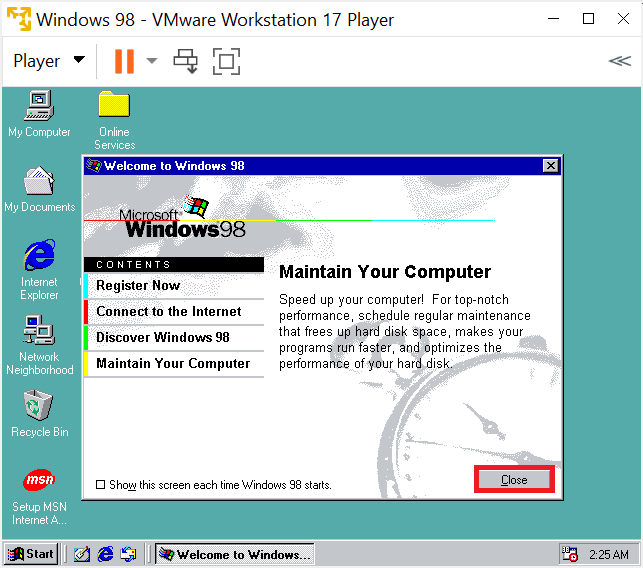 Windows 98 - VMware Workstation 17 Player
Player
My Computer
Online
Services
My Documents
Internet
Explorer
Network
Neighborhood
Recycle Bin
msn
Setup MSN
Internet A...
Welcome to Windows 98
Microsoft®
Windows98
CONTENTS
Register Now
Connect to the Internet
Discover Windows 98
Maintain Your Computer
Maintain Your Computer
Speed up your computer! For top-notch
performance, schedule regular maintenance
that frees up hard disk space, makes your
programs run faster, and optimizes the
performance of your hard disk.
Show this screen each time Windows 98 starts.
Close
Start
Welcome to Windows...
2:25 AM